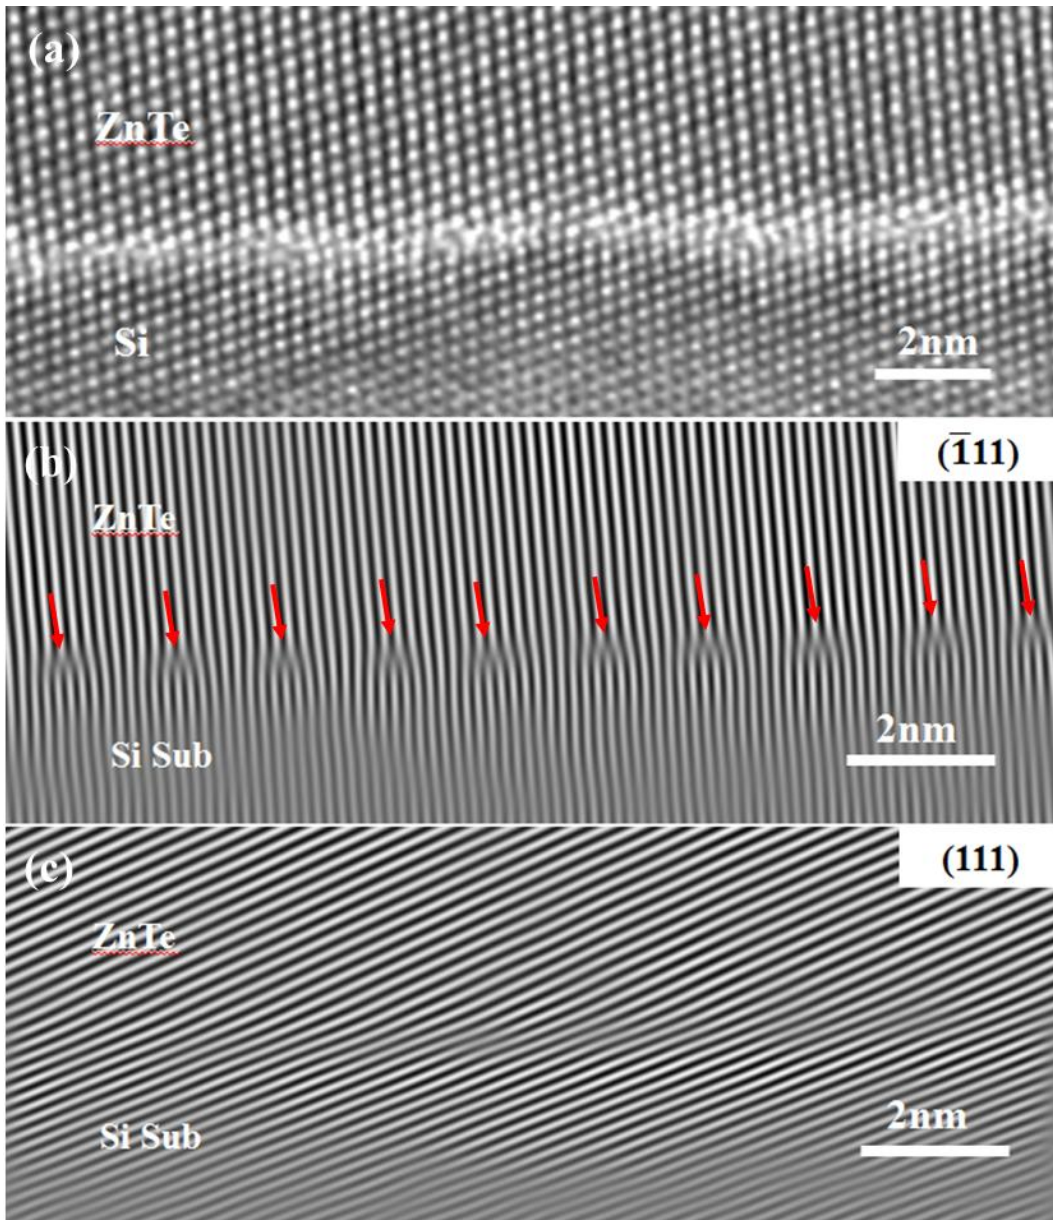 (a)
ZnTe
Si
2nm
(b)
(1̅11)
ZnTe
2nm
Si Sub
(c)
(111)
ZnTe
2nm
Si Sub